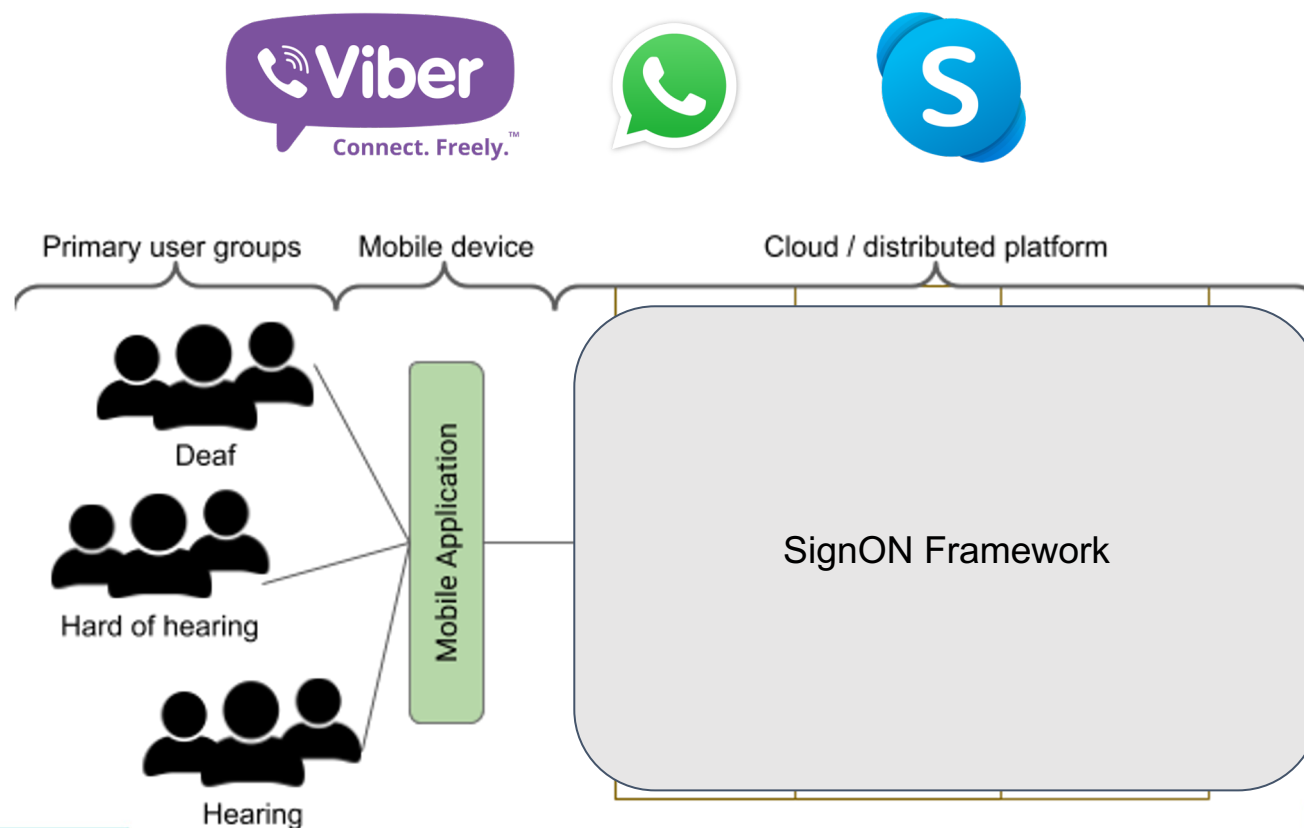 Viber
Connect. Freely.™
S
Primary user groups
Mobile device
Cloud / distributed platform
Deaf
Mobile Application
SignON Framework
Hard of hearing
Hearing